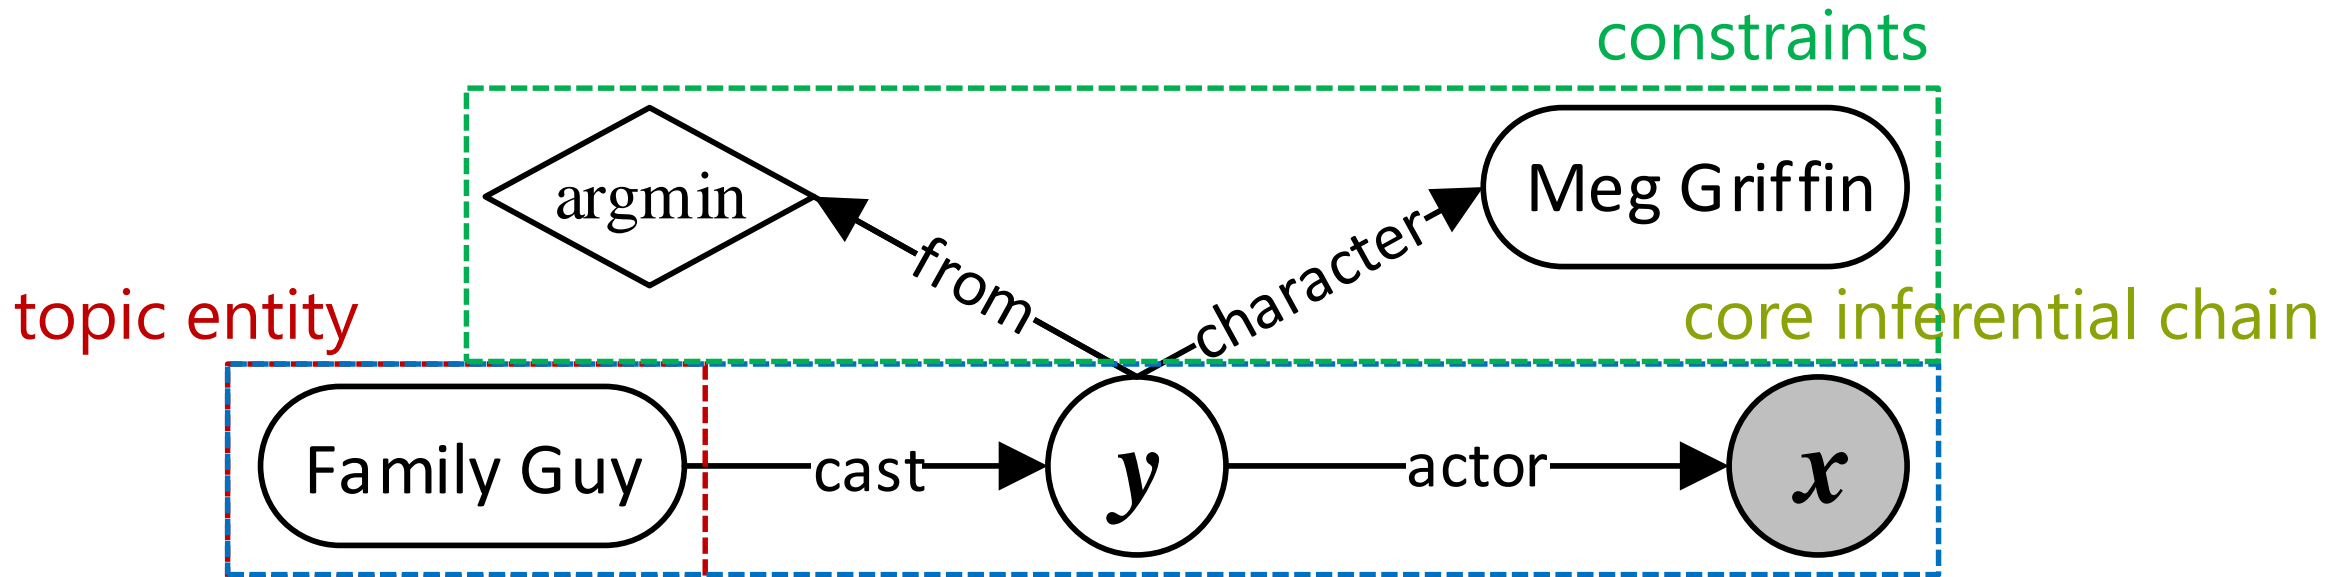 constraints
argmin
Meg Griffin
from
character
topic entity
core inferential chain
Family Guy
cast
y
actor
x